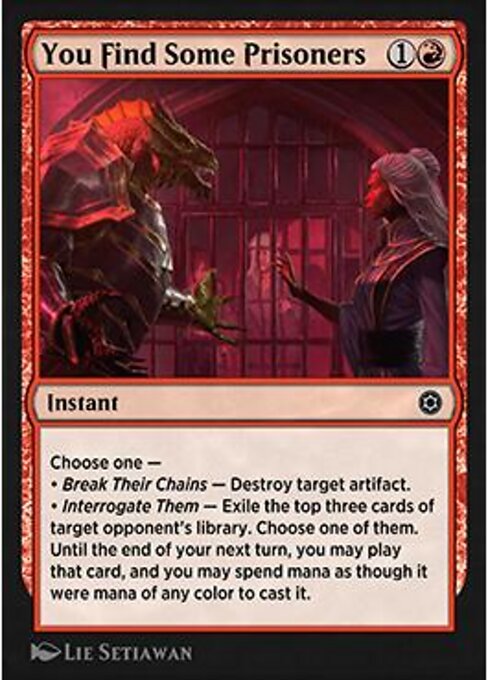 You Find Some Prisoners 1
Instant
Choose one —
• Break Their Chains — Destroy target artifact.
• Interrogate Them — Exile the top three cards of
target opponent's library. Choose one of them.
Until the end of your next turn, you may play
that card, and you may spend mana as though it
were mana of any color to cast it.
Lie Setiawan